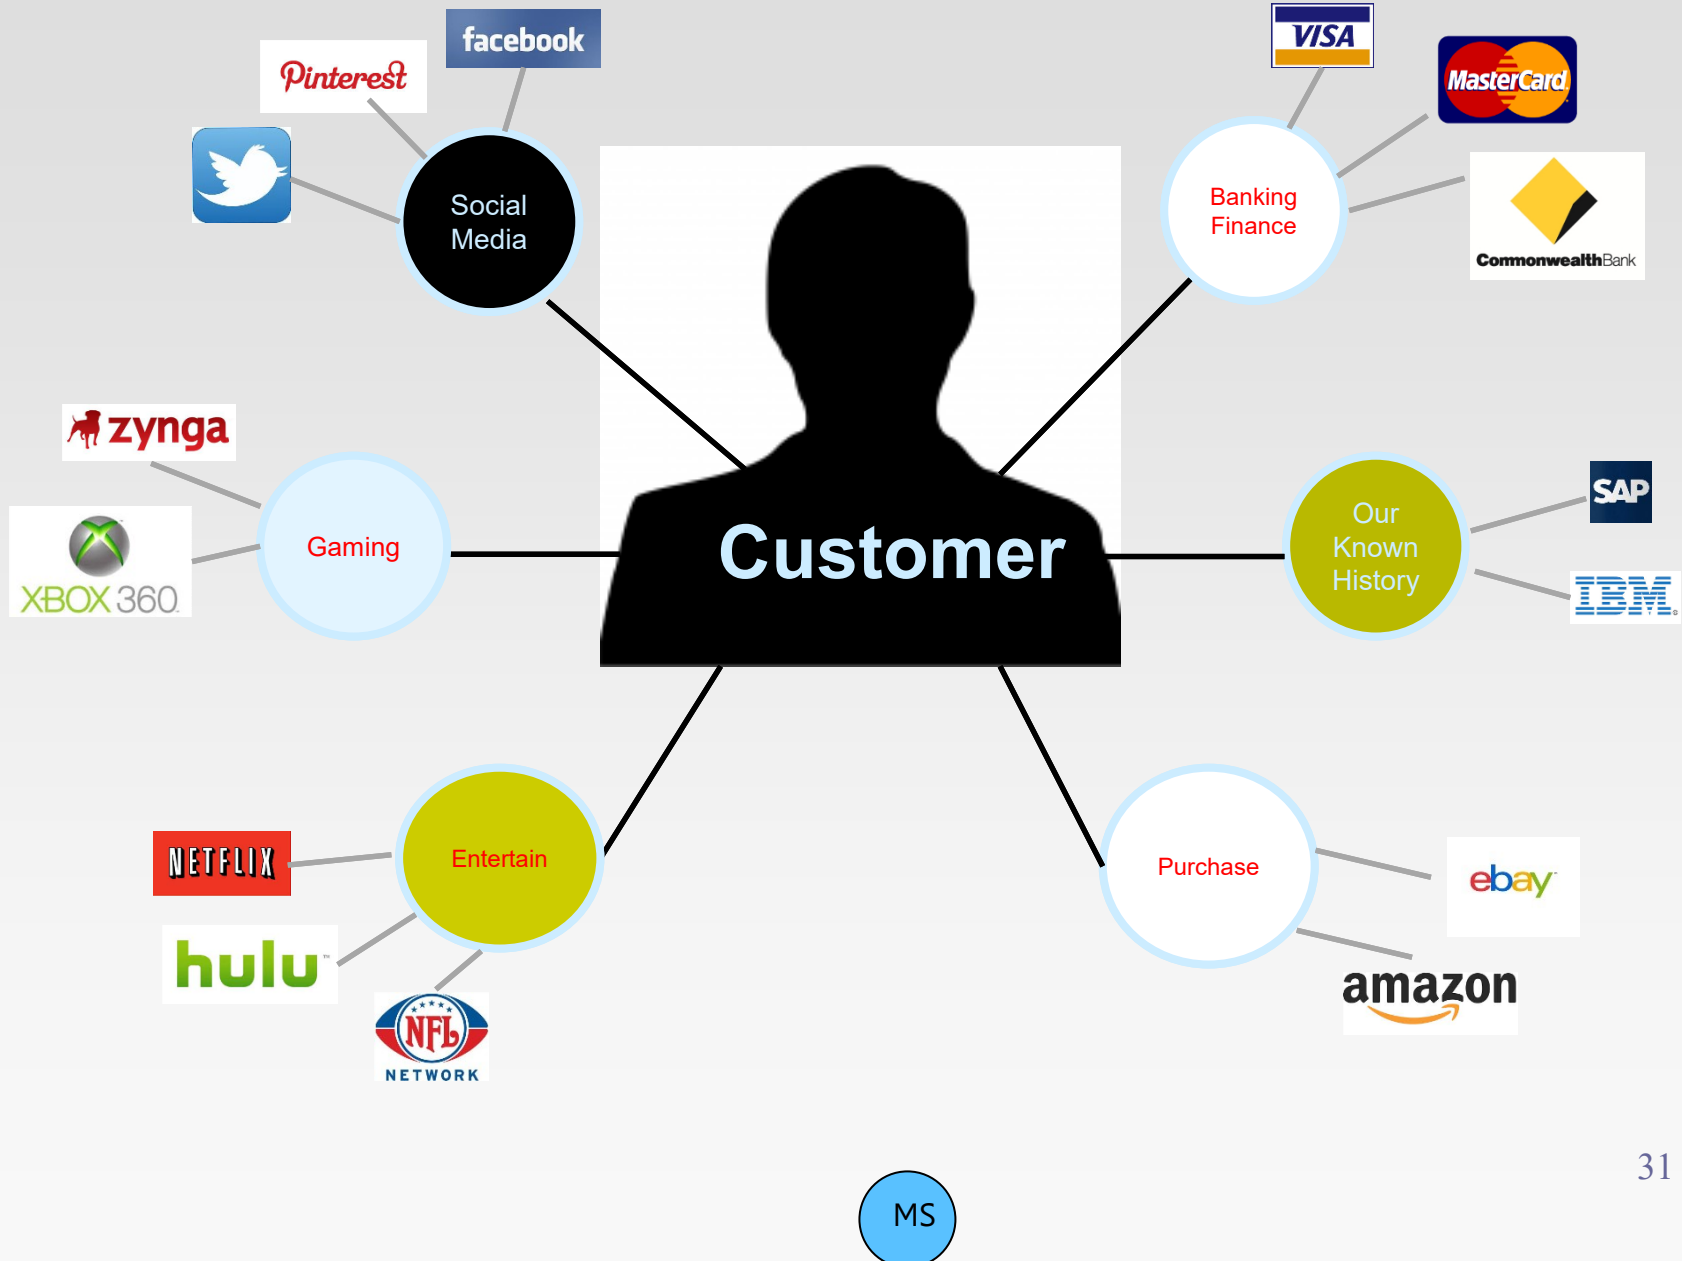 facebook
Pinterest
Social
Media
VISA
MasterCard
Banking
Finance
CommonwealthBank
zynga
XBOX 360
Gaming
Customer
Our
Known
History
SAP
IBM
NETFLIX
hulu
NFL
NETWORK
Entertain
Purchase
ebay
amazon
31
MS